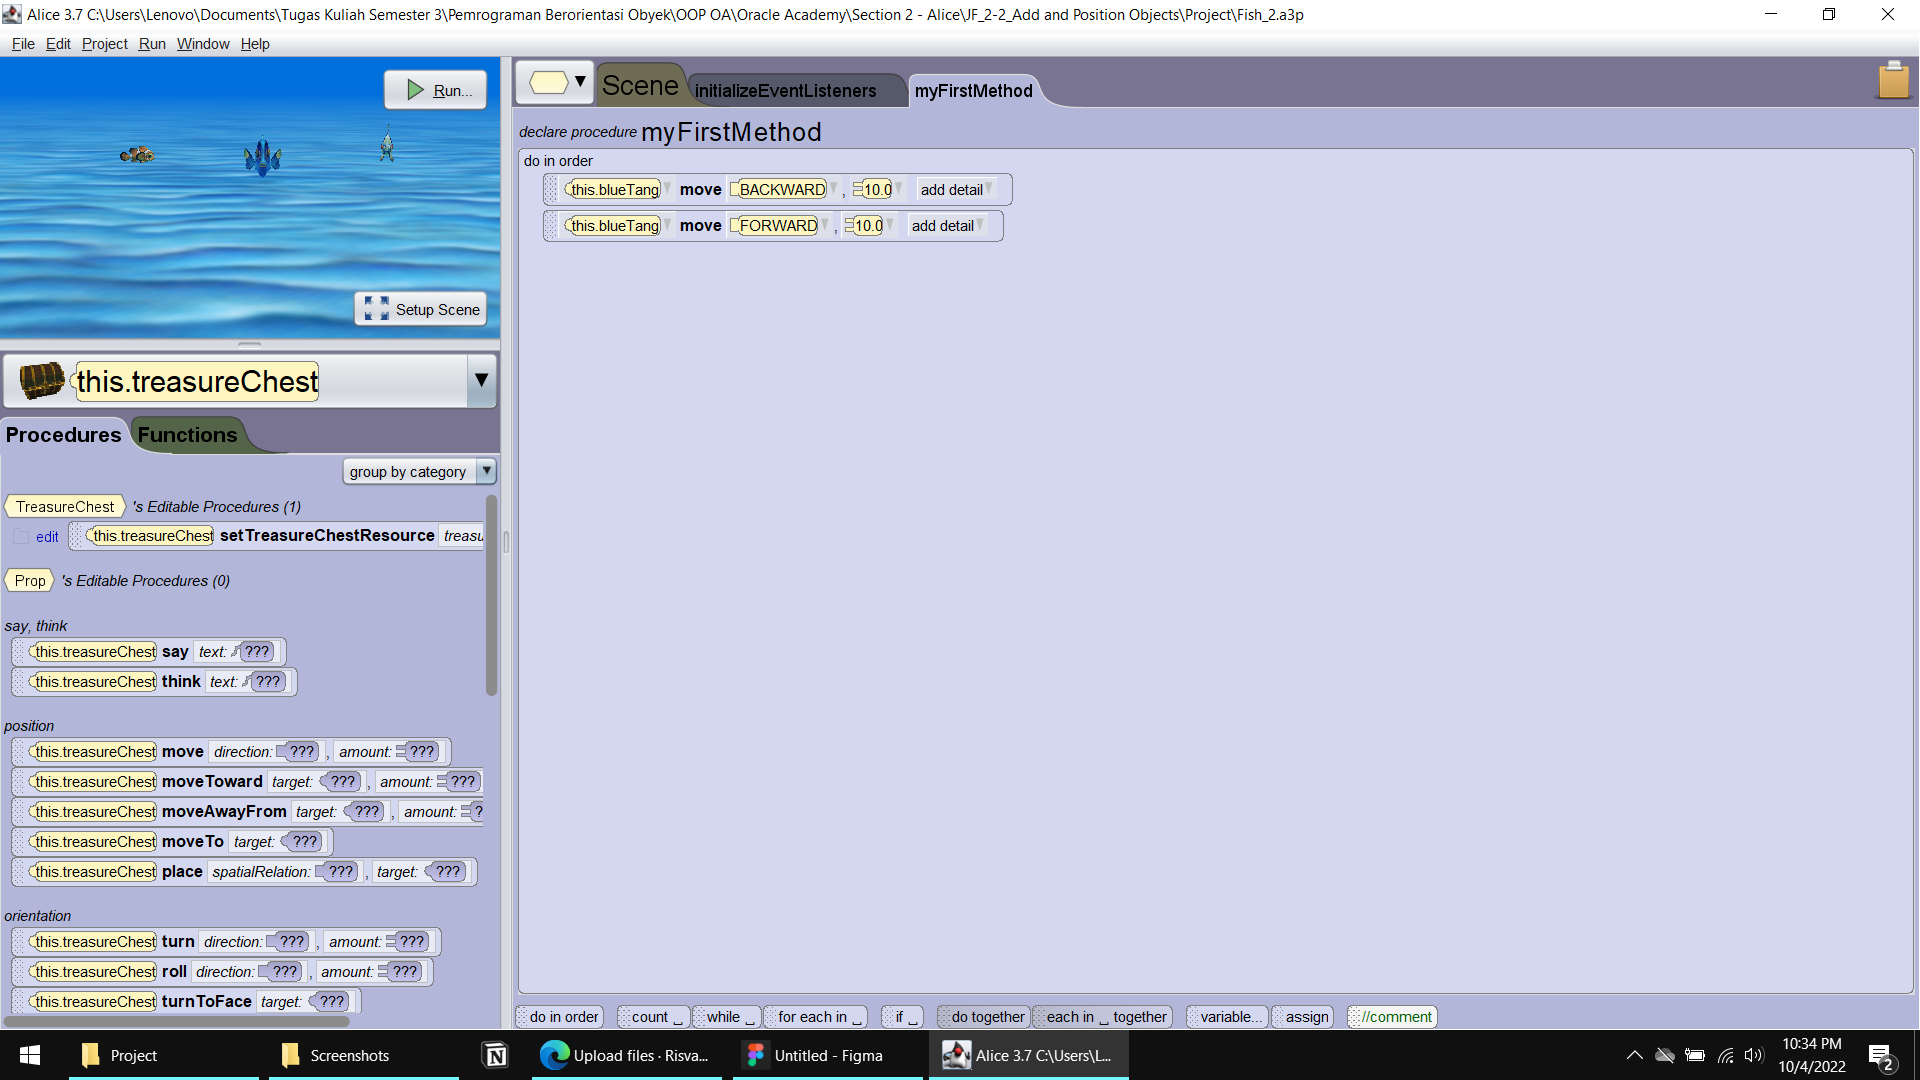 Alice 3.7 C:\Users\Lenovo\Documents\Tugas Kuliah Semester 3\Pemrograman Berorientasi Obyek\OOP OA\Oracle Academy\Section 2 - Alice\JF_2-2_Add and Position Objects\Project\Fish_2.a3p
File Edit Project Run Window Help
Run...
Setup Scene
this.treasureChest
Procedures Functions
group by category
TreasureChest 's Editable Procedures (1)
edit this.treasureChest setTreasureChestResource treasu
Prop 's Editable Procedures (0)
say, think
this.treasureChest say text: ???
this.treasureChest think text: ???
position
this.treasureChest move direction: ??? , amount: ???
this.treasureChest moveToward target: ??? , amount: ???
this.treasureChest moveAwayFrom target: ??? , amount: ?
this.treasureChest moveTo target: ???
this.treasureChest place spatialRelation: ??? , target: ???
orientation
this.treasureChest turn direction: ??? , amount: ???
this.treasureChest roll direction: ??? , amount: ???
this.treasureChest turnToFace target: ???
Scene initializeEventListeners myFirstMethod
declare procedure myFirstMethod
do in order
this.blueTang move BACKWARD , 10.0 add detail
this.blueTang move FORWARD , 10.0 add detail
do in order count ⎵ while ⎵ for each in ⎵ if ⎵ do together each in ⎵ together variable... assign //comment
Project
Screenshots
Upload files · Risva...
Untitled - Figma
Alice 3.7 C:\Users\L...
10:34 PM
10/4/2022
2